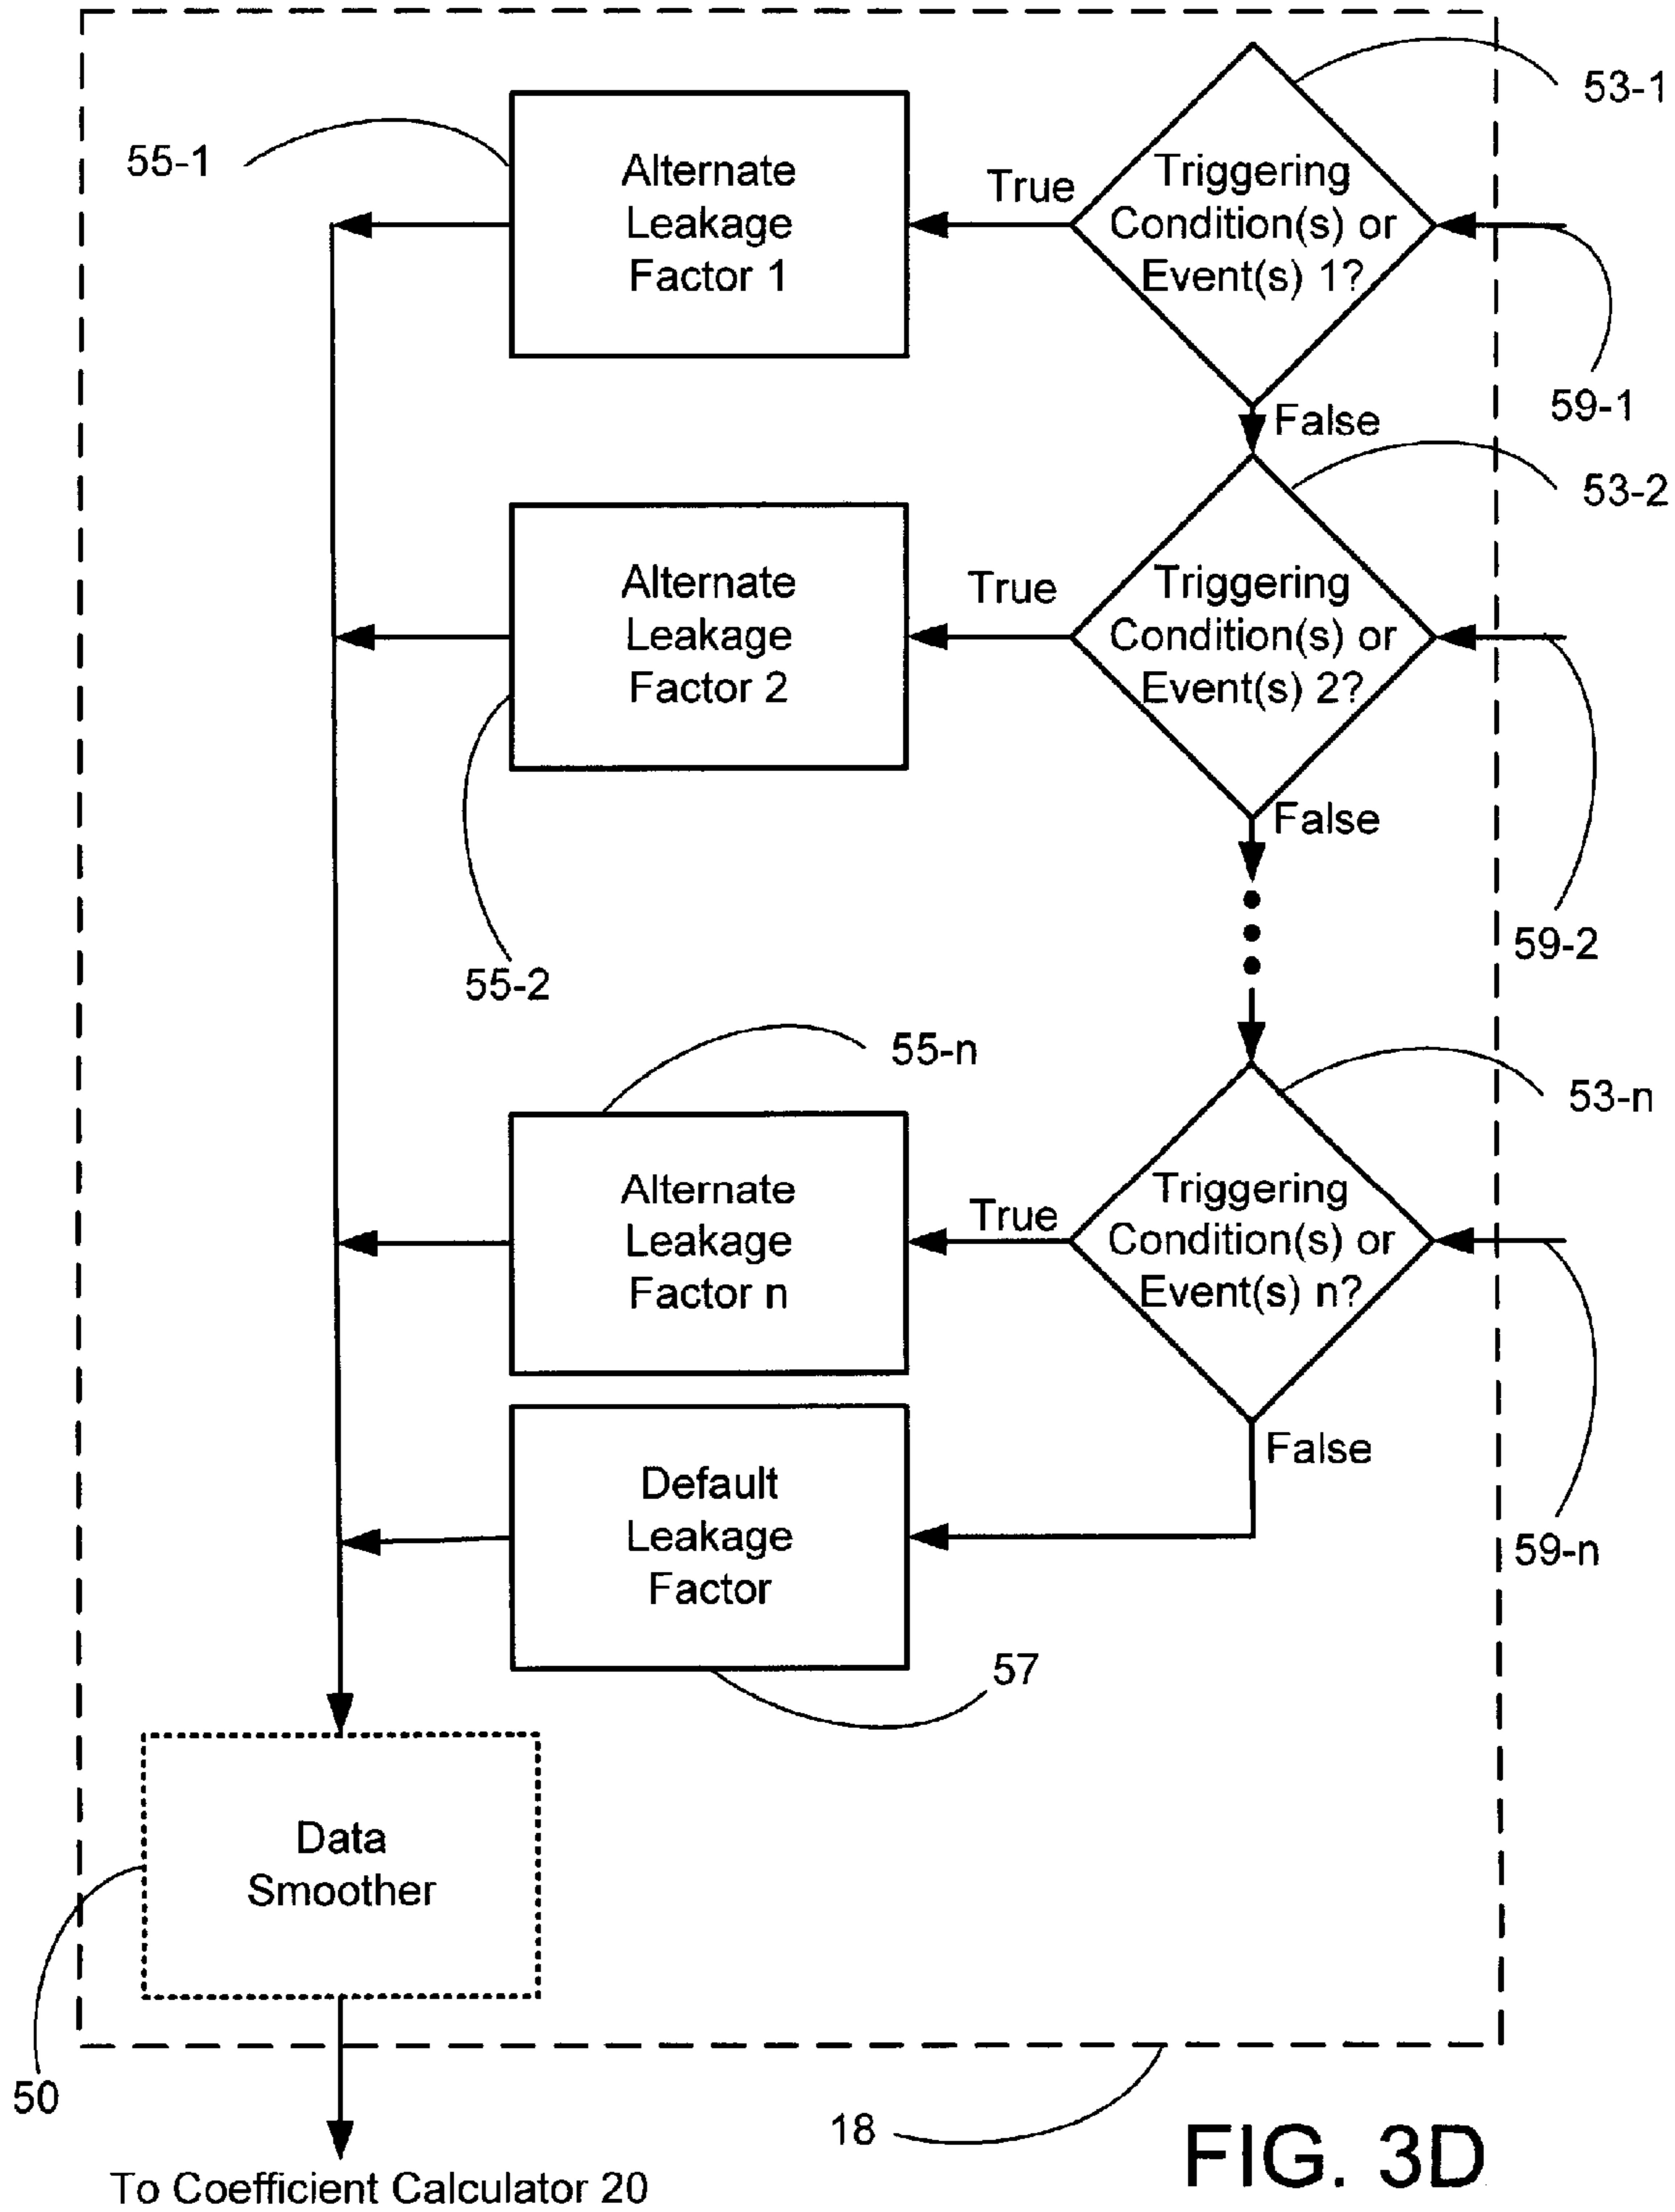 53-1
55-1
Alternate
Leakage
Factor 1
True
Triggering
Condition(s) or
Event(s) 1?
59-1
False
53-2
Alternate
Leakage
Factor 2
True
Triggering
Condition(s) or
Event(s) 2?
False
55-2
59-2
55-n
53-n
Alternate
Leakage
Factor n
True
Triggering
Condition(s) or
Event(s) n?
False
Default
Leakage
Factor
59-n
57
Data
Smoother
50
18
FIG. 3D
To Coefficient Calculator 20